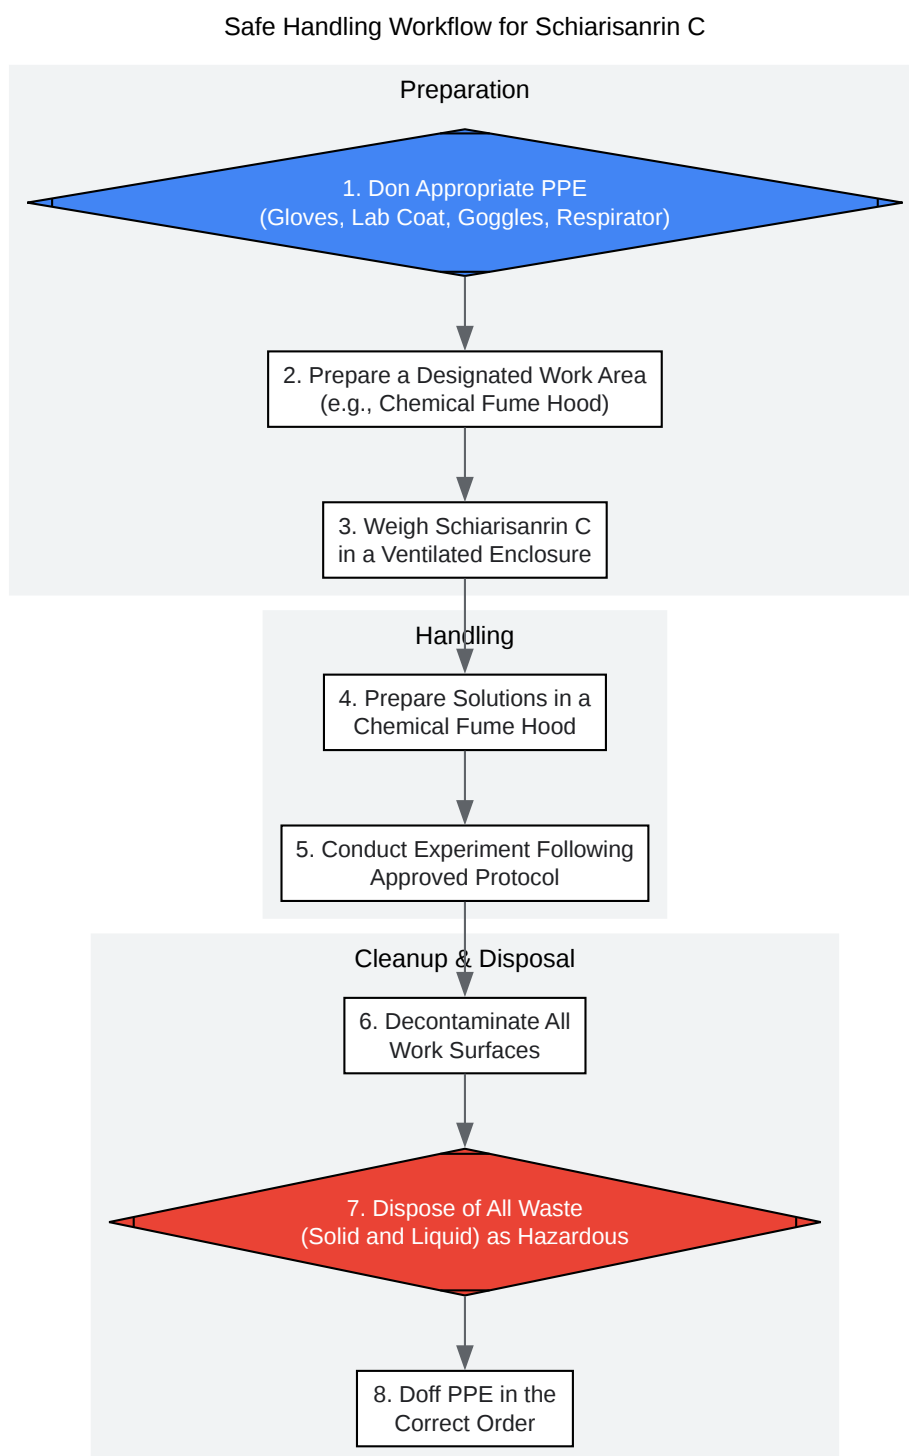 Safe Handling Workflow for Schiarisanrin C
Preparation
1. Don Appropriate PPE
(Gloves, Lab Coat, Goggles, Respirator)
2. Prepare a Designated Work Area
(e.g., Chemical Fume Hood)
3. Weigh Schiarisanrin C
in a Ventilated Enclosure
Handling
4. Prepare Solutions in a
Chemical Fume Hood
5. Conduct Experiment Following
Approved Protocol
Cleanup & Disposal
6. Decontaminate All
Work Surfaces
7. Dispose of All Waste
(Solid and Liquid) as Hazardous
8. Doff PPE in the
Correct Order